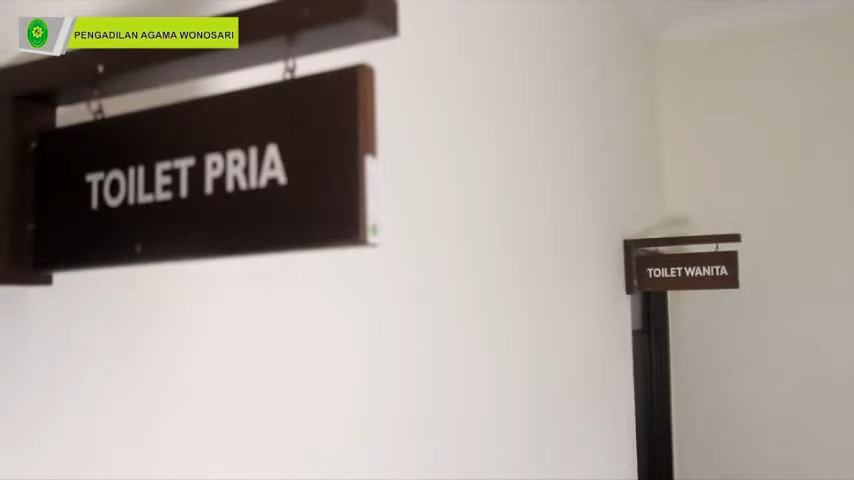 PENGADILAN AGAMA WONOSARI
TOILET PRIA
TOILET WANITA